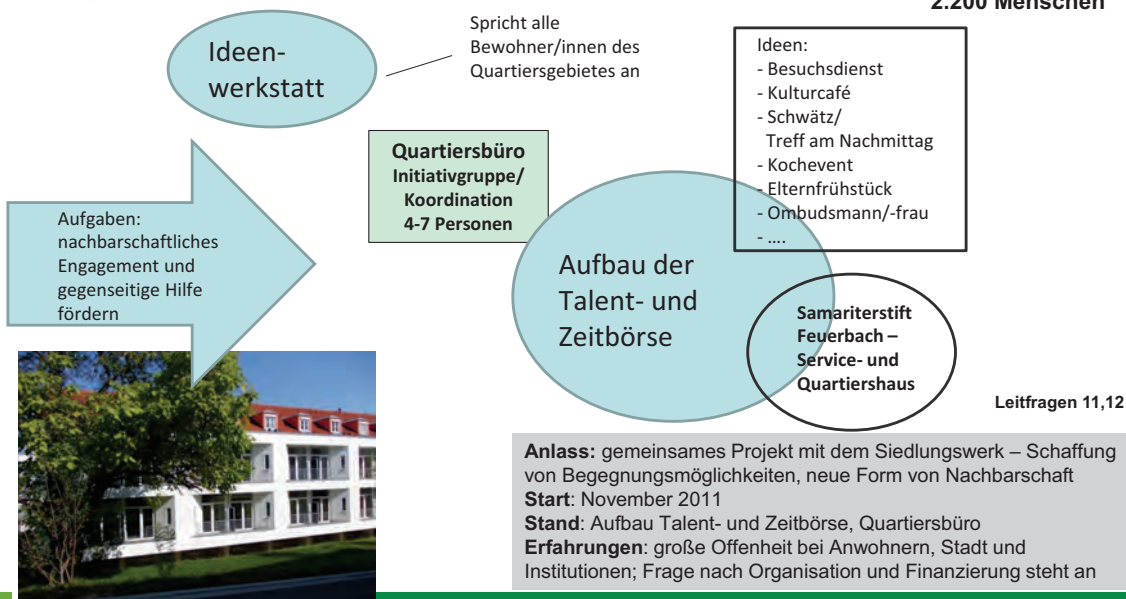 2.200 Menschen
Ideen-
werkstatt
Spricht alle
Bewohner/innen des
Quartiersgebietes an
Ideen:
- Besuchsdienst
- Kulturcafé
- Schwätz/
Treff am Nachmittag
- Kochevent
- Elternfrühstück
- Ombudsmann/-frau
- ....
Quartiersbüro
Initiativgruppe/
Koordination
4-7 Personen
Aufgaben:
nachbarschaftliches
Engagement und
gegenseitige Hilfe
fördern
Aufbau der
Talent- und
Zeitbörse
Samariterstift
Feuerbach –
Service- und
Quartiershaus
Leitfragen 11,12
Anlass: gemeinsames Projekt mit dem Siedlungswerk – Schaffung
von Begegnungsmöglichkeiten, neue Form von Nachbarschaft
Start: November 2011
Stand: Aufbau Talent- und Zeitbörse, Quartiersbüro
Erfahrungen: große Offenheit bei Anwohnern, Stadt und
Institutionen; Frage nach Organisation und Finanzierung steht an